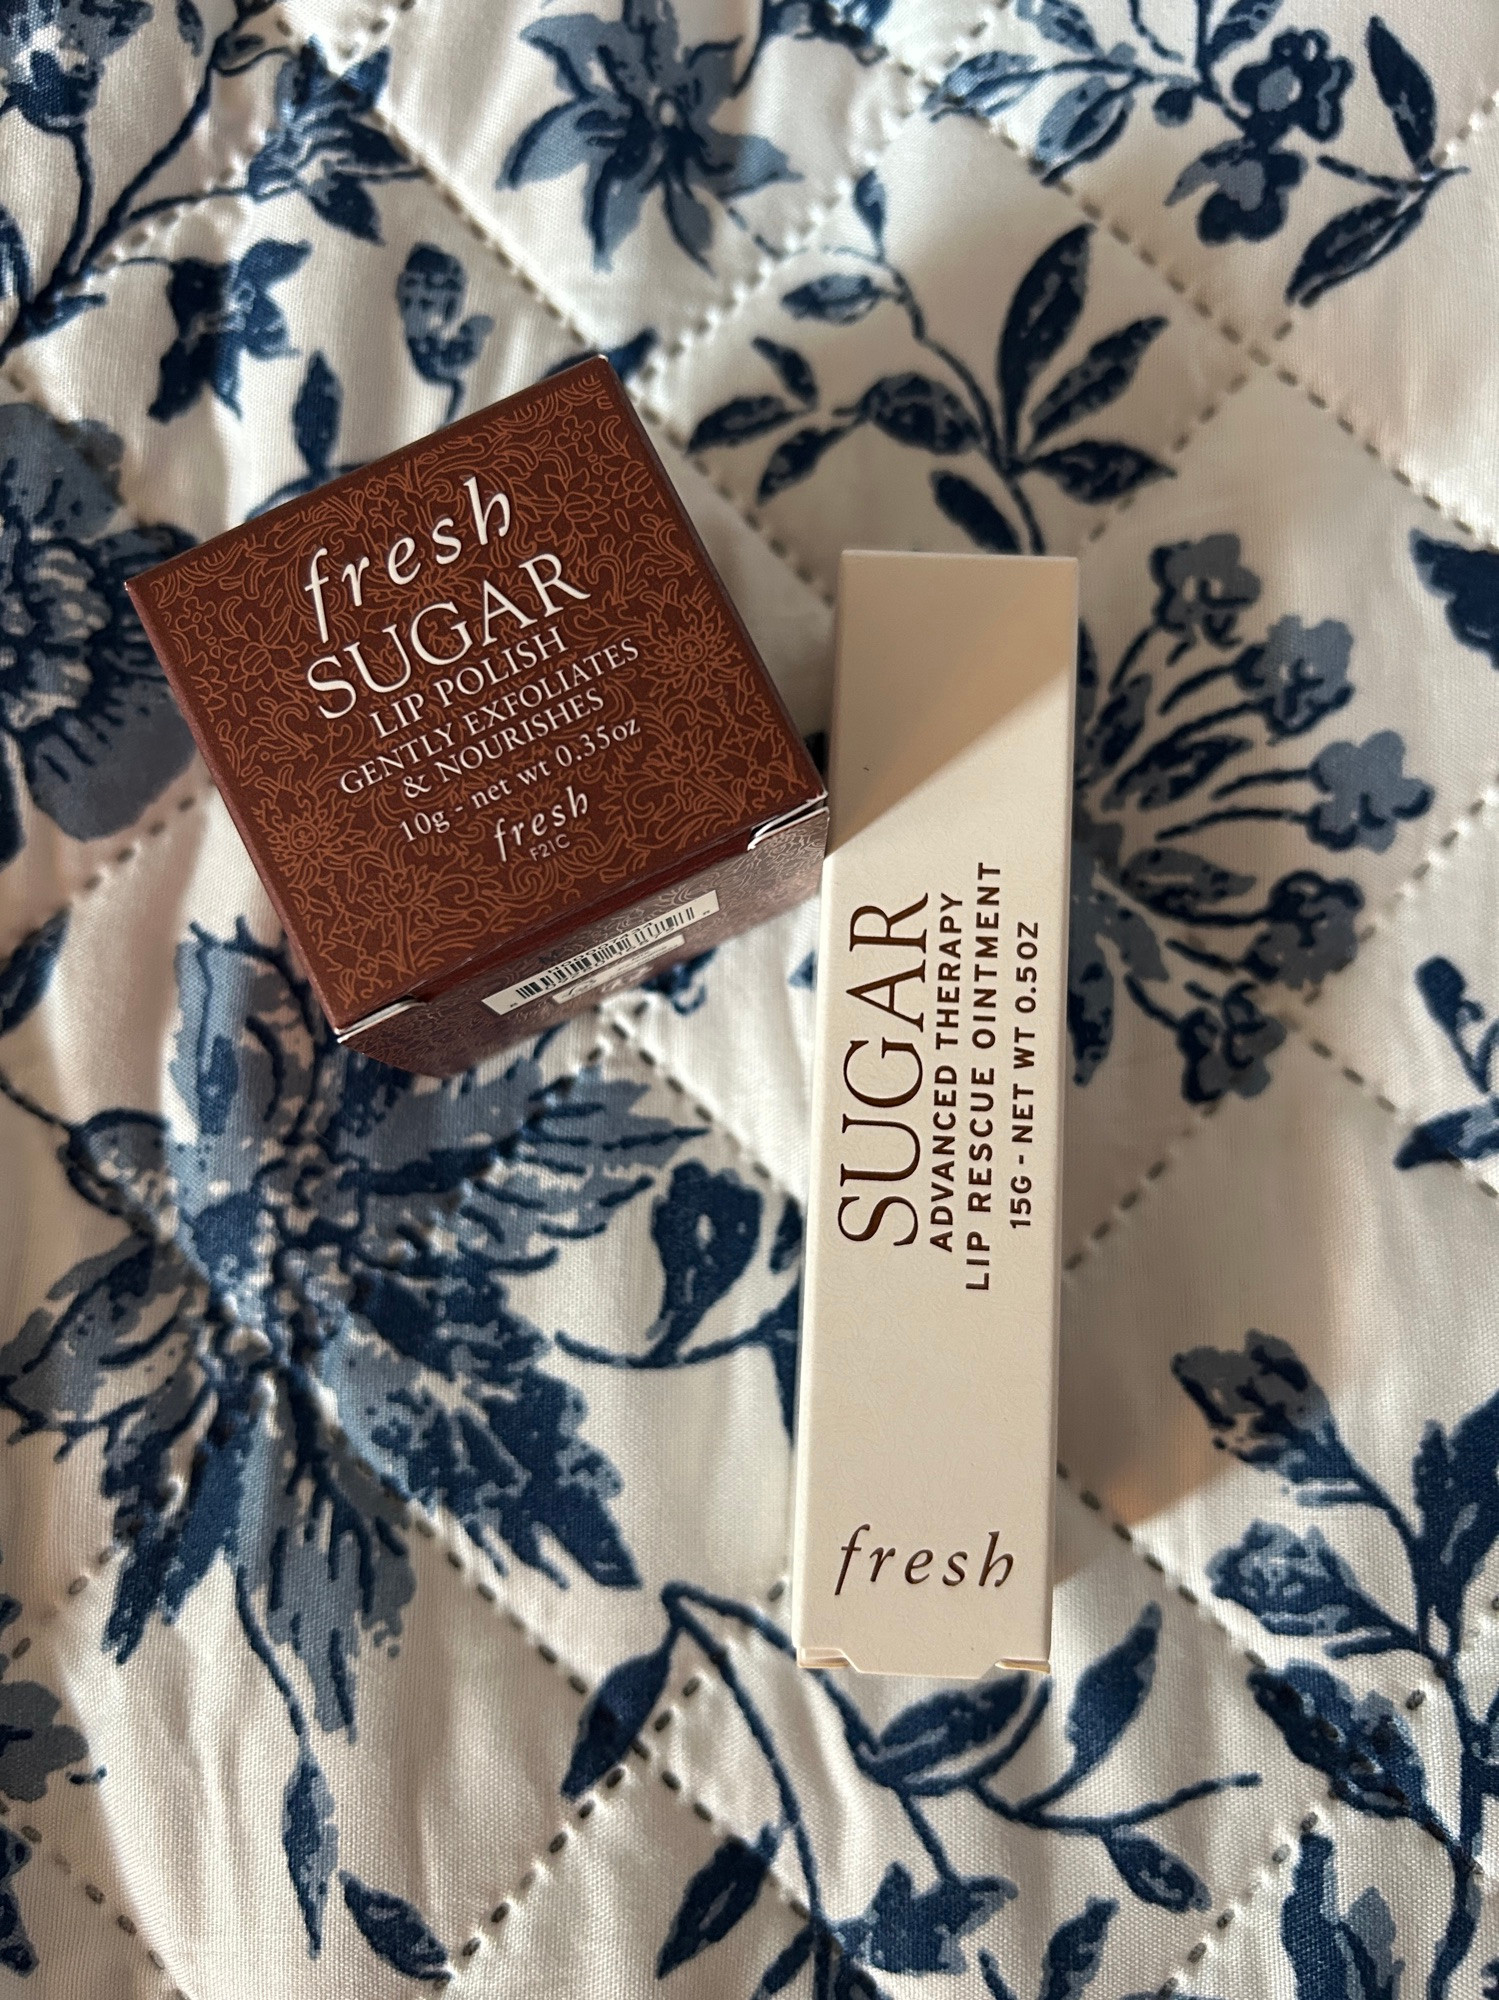 fresh
SUGAR
LIP POLISH
GENTLY EXFOLIATES
& NOURISHES
10g - net wt 0.35oz
fresh
F21C
SUGAR
ADVANCED THERAPY
LIP RESCUE OINTMENT
15G - NET WT 0.5OZ
fresh